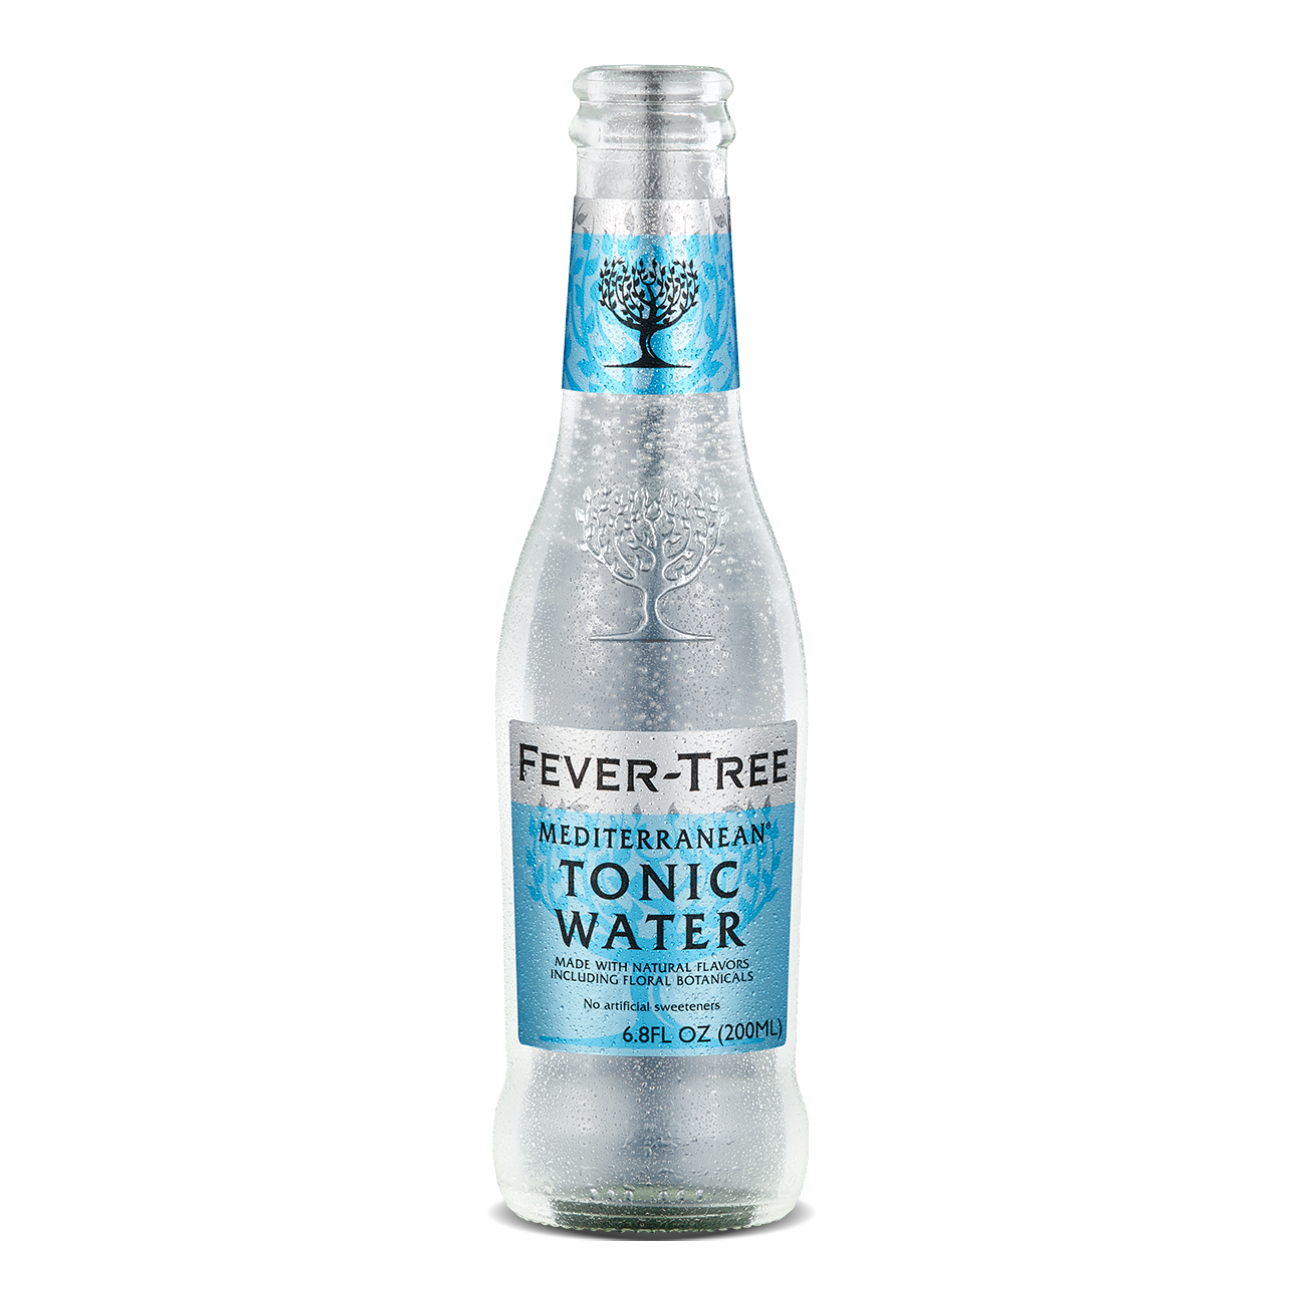 FEVER-TREE
MEDITERRANEAN®
TONIC
WATER
MADE WITH NATURAL FLAVORS
INCLUDING FLORAL BOTANICALS
No artificial sweeteners
6.8FL OZ (200ML)